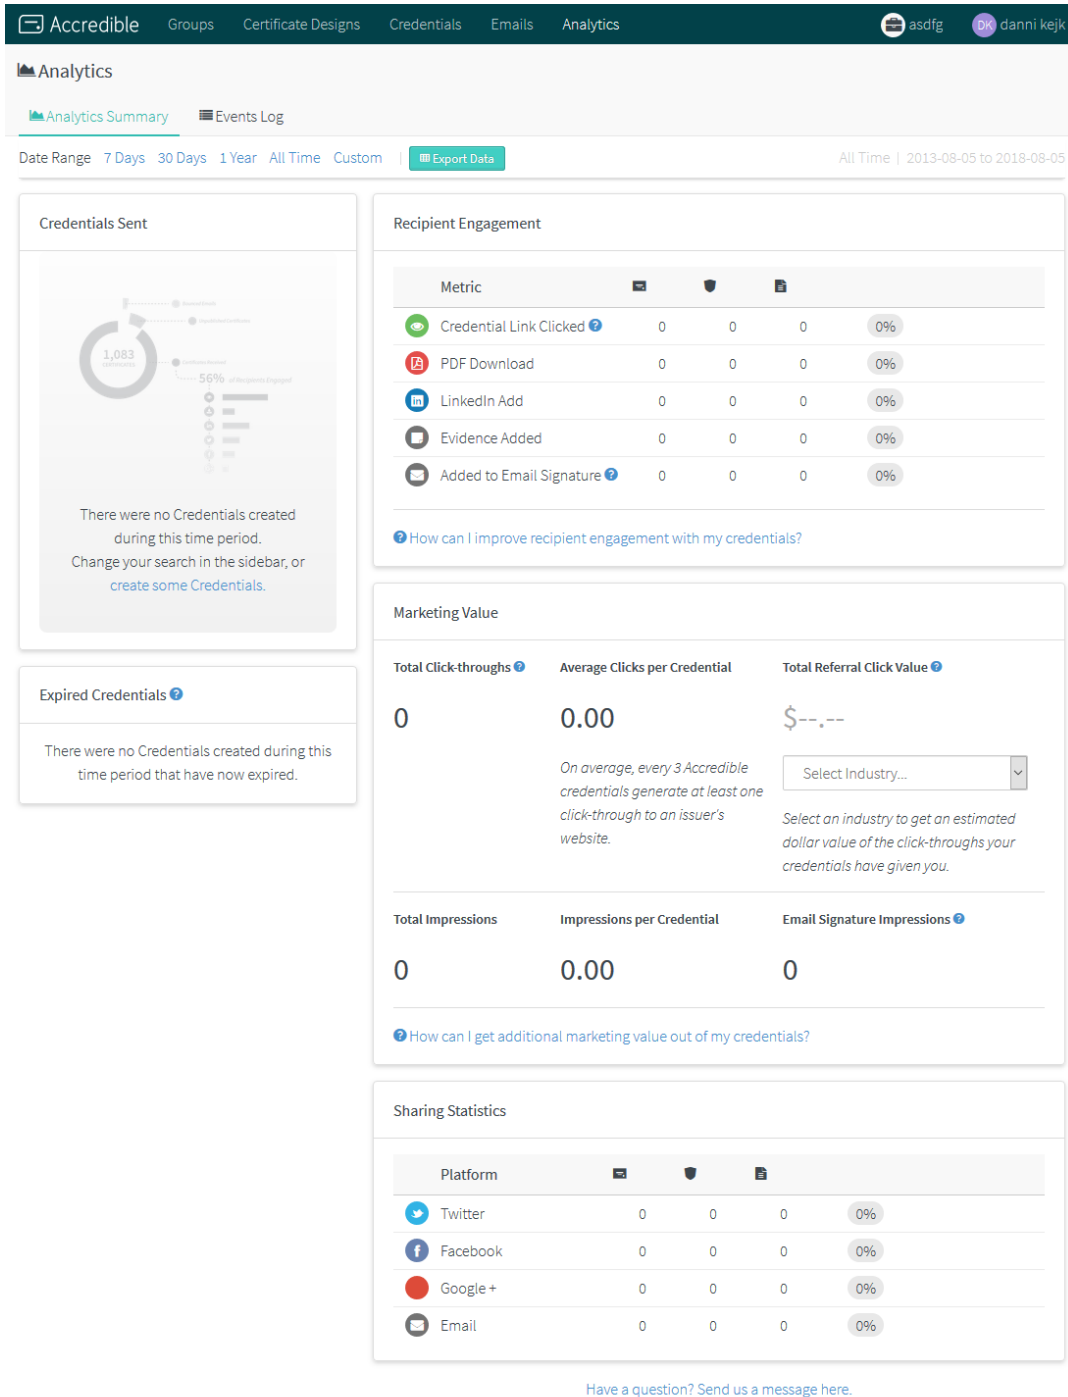 Accredible Groups Certificate Designs Credentials Emails Analytics asdfg DK danni kejk
Analytics
Analytics Summary Events Log
Date Range 7 Days 30 Days 1 Year All Time Custom | Export Data All Time | 2013-08-05 to 2018-08-05
Credentials Sent
1,083
CERTIFICATES
56% of Recipients Engaged
There were no Credentials created
during this time period.
Change your search in the sidebar, or
create some Credentials.
Expired Credentials ?
There were no Credentials created during this
time period that have now expired.
Recipient Engagement
Metric
Credential Link Clicked ? 0 0 0 0%
PDF Download 0 0 0 0%
LinkedIn Add 0 0 0 0%
Evidence Added 0 0 0 0%
Added to Email Signature ? 0 0 0 0%
? How can I improve recipient engagement with my credentials?
Marketing Value
Total Click-throughs ? Average Clicks per Credential Total Referral Click Value ?
0 0.00 $--.--
On average, every 3 Accredible
credentials generate at least one
click-through to an issuer's
website.
Select Industry...
Select an industry to get an estimated
dollar value of the click-throughs your
credentials have given you.
Total Impressions Impressions per Credential Email Signature Impressions ?
0 0.00 0
? How can I get additional marketing value out of my credentials?
Sharing Statistics
Platform
Twitter 0 0 0 0%
Facebook 0 0 0 0%
Google + 0 0 0 0%
Email 0 0 0 0%
Have a question? Send us a message here.